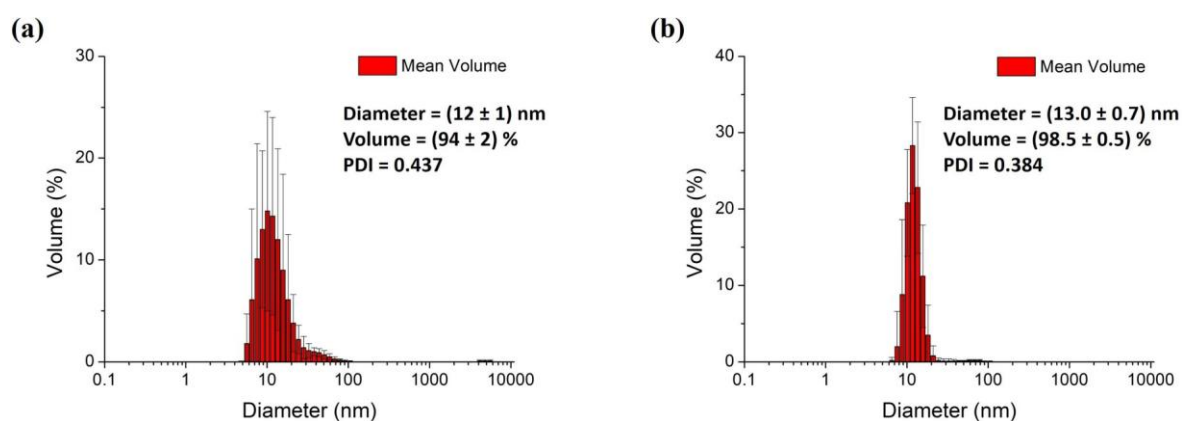 (a)
30
20
10
0
Volume (%)
Mean Volume
Diameter = (12 ± 1) nm
Volume = (94 ± 2) %
PDI = 0.437
0.1 1 10 100 1000 10000
Diameter (nm)
(b)
40
30
20
10
0
Volume (%)
Mean Volume
Diameter = (13.0 ± 0.7) nm
Volume = (98.5 ± 0.5) %
PDI = 0.384
0.1 1 10 100 1000 10000
Diameter (nm)